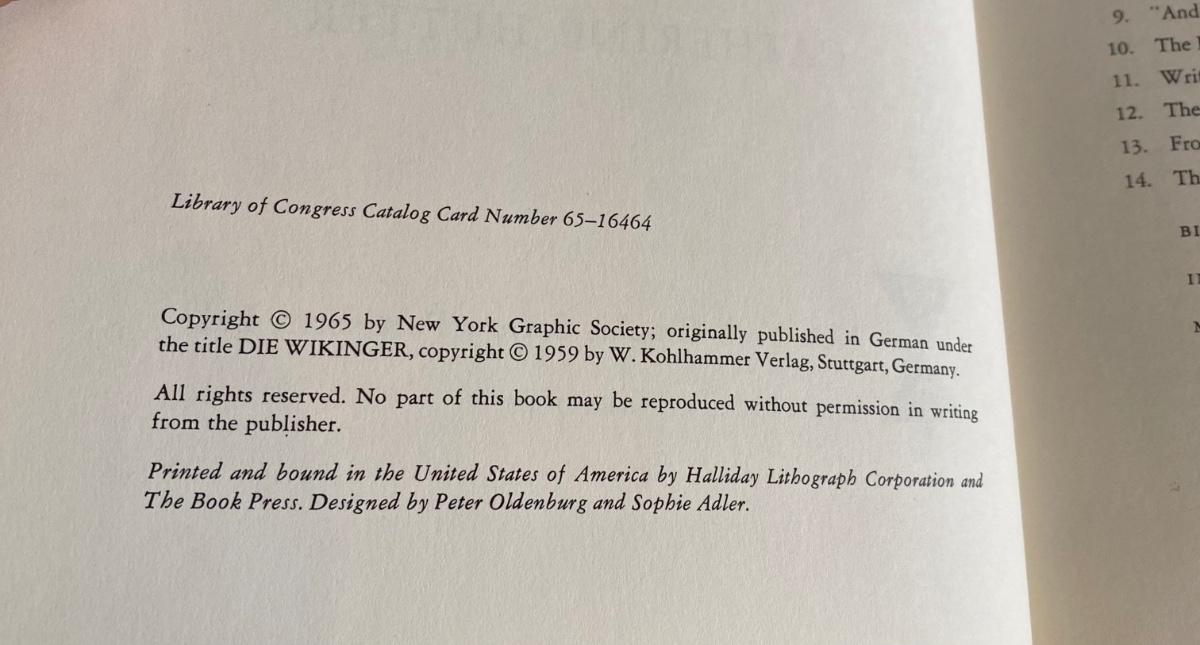 Library of Congress Catalog Card Number 65–16464
Copyright © 1965 by New York Graphic Society; originally published in German under
the title DIE WIKINGER, copyright © 1959 by W. Kohlhammer Verlag, Stuttgart, Germany.
All rights reserved. No part of this book may be reproduced without permission in writing
from the publisher.
Printed and bound in the United States of America by Halliday Lithograph Corporation and
The Book Press. Designed by Peter Oldenburg and Sophie Adler.
9. "And
10. The
11. Writ
12. The
13. Fro
14. Th
BI